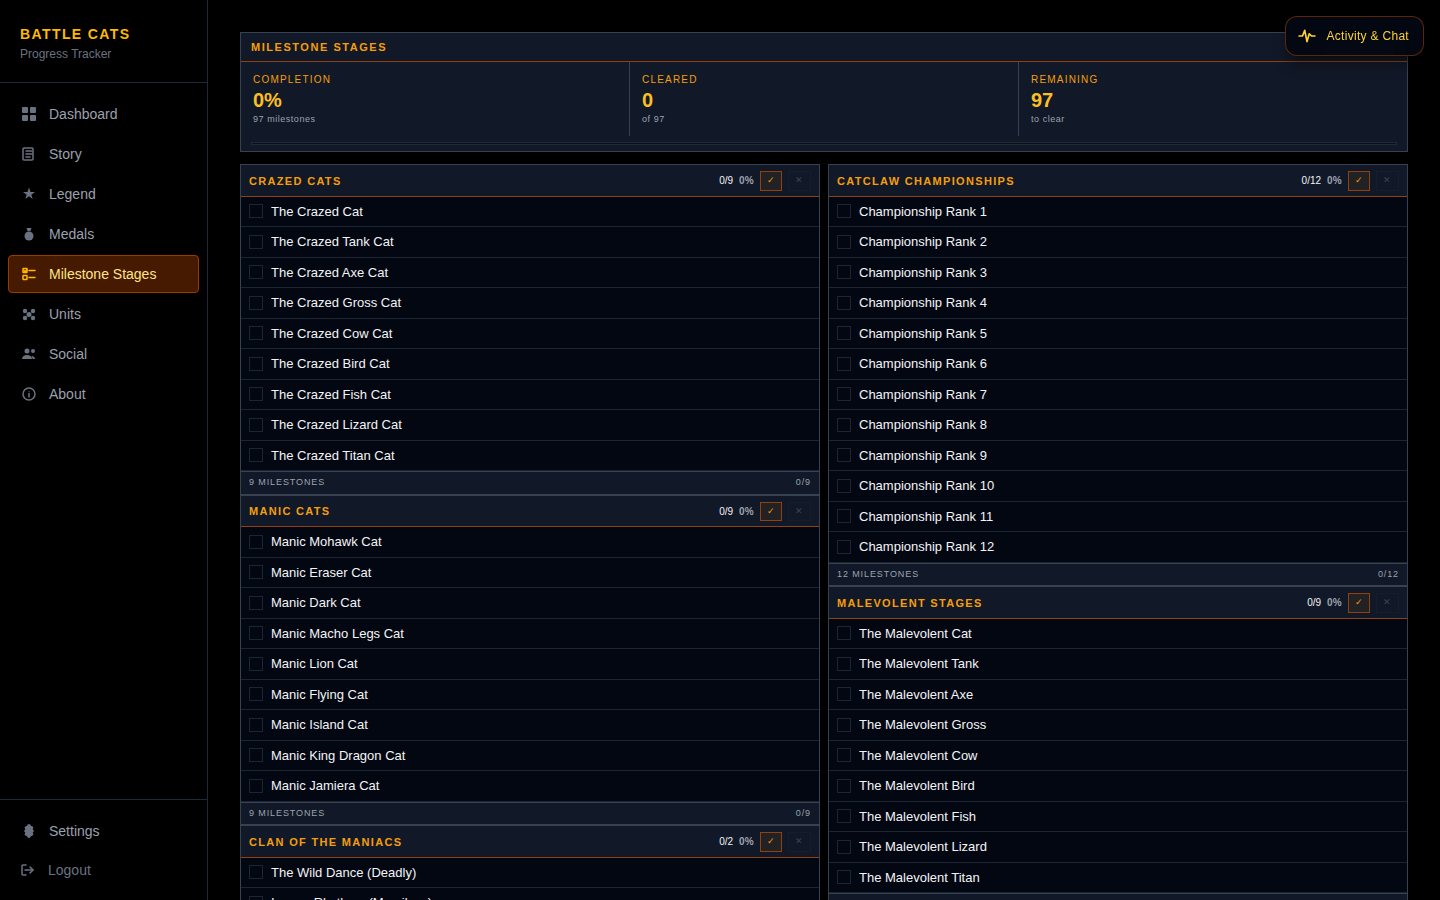 BATTLE CATS
Progress Tracker
Dashboard
Story
Legend
Medals
Milestone Stages
Units
Social
About
Settings
Logout
Activity & Chat
MILESTONE STAGES
COMPLETION
0%
97 milestones
CLEARED
0
of 97
REMAINING
97
to clear
CRAZED CATS 0/9 0% ✓ ✕
The Crazed Cat
The Crazed Tank Cat
The Crazed Axe Cat
The Crazed Gross Cat
The Crazed Cow Cat
The Crazed Bird Cat
The Crazed Fish Cat
The Crazed Lizard Cat
The Crazed Titan Cat
9 MILESTONES 0/9
MANIC CATS 0/9 0% ✓ ✕
Manic Mohawk Cat
Manic Eraser Cat
Manic Dark Cat
Manic Macho Legs Cat
Manic Lion Cat
Manic Flying Cat
Manic Island Cat
Manic King Dragon Cat
Manic Jamiera Cat
9 MILESTONES 0/9
CLAN OF THE MANIACS 0/2 0% ✓ ✕
The Wild Dance (Deadly)
CATCLAW CHAMPIONSHIPS 0/12 0% ✓ ✕
Championship Rank 1
Championship Rank 2
Championship Rank 3
Championship Rank 4
Championship Rank 5
Championship Rank 6
Championship Rank 7
Championship Rank 8
Championship Rank 9
Championship Rank 10
Championship Rank 11
Championship Rank 12
12 MILESTONES 0/12
MALEVOLENT STAGES 0/9 0% ✓ ✕
The Malevolent Cat
The Malevolent Tank
The Malevolent Axe
The Malevolent Gross
The Malevolent Cow
The Malevolent Bird
The Malevolent Fish
The Malevolent Lizard
The Malevolent Titan